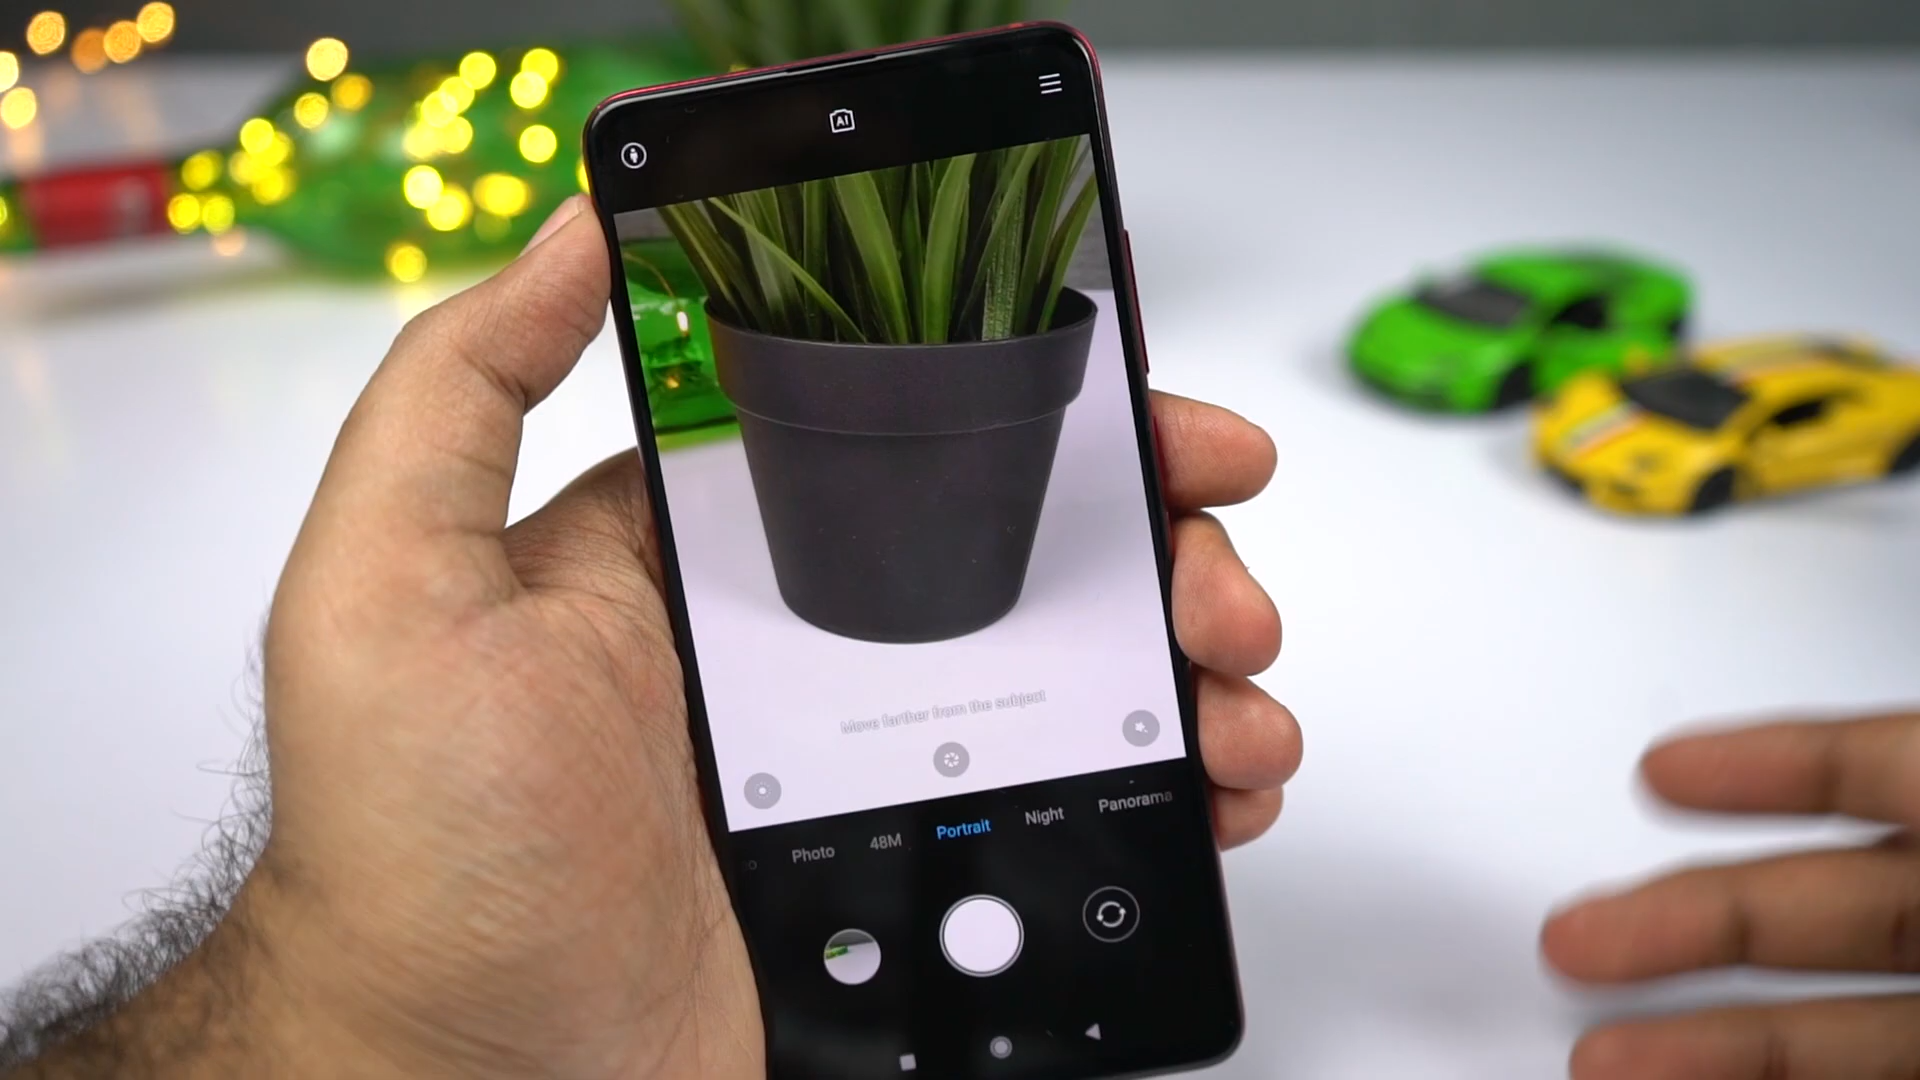 AI
Move farther from the subject
Photo 48M Portrait Night Panorama